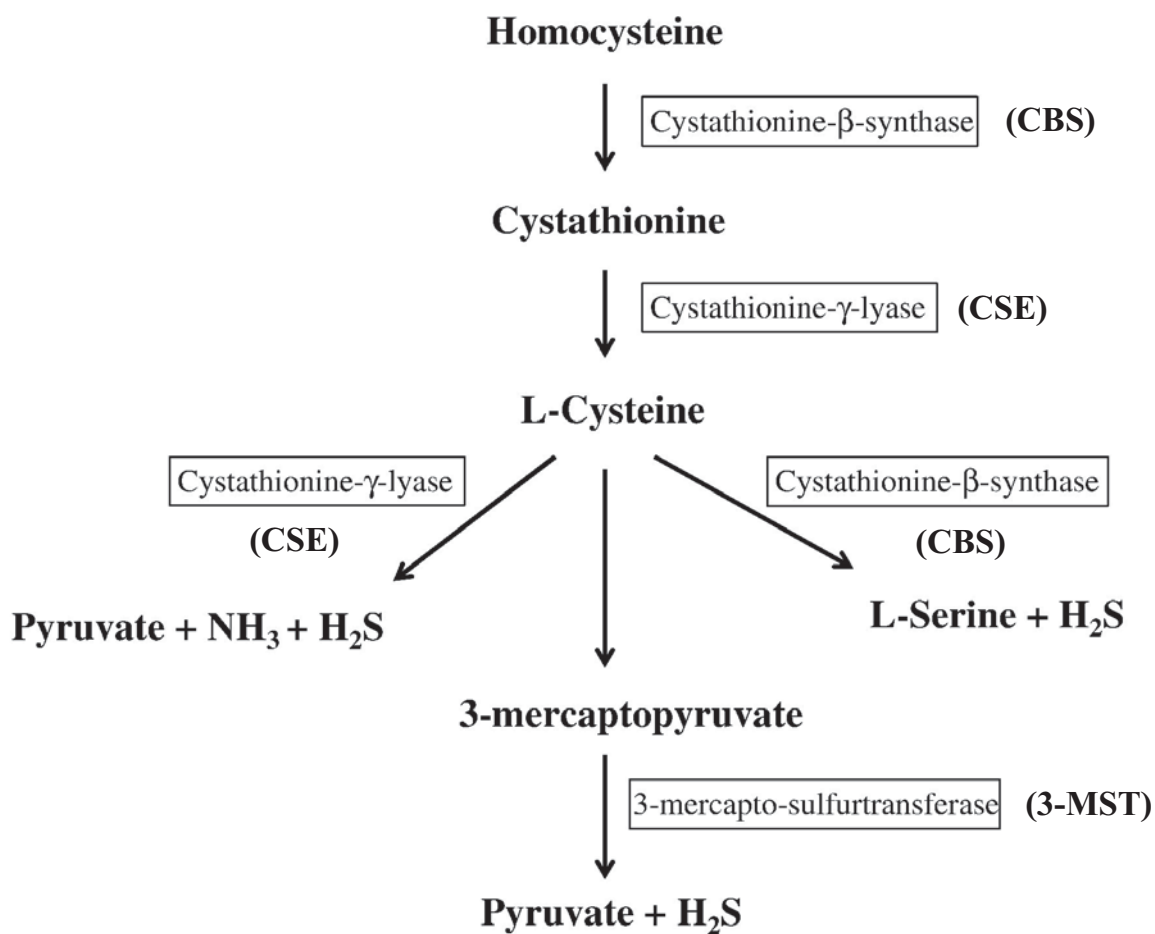 Homocysteine
Cystathionine-β-synthase (CBS)
Cystathionine
Cystathionine-γ-lyase (CSE)
L-Cysteine
Cystathionine-γ-lyase
(CSE)
Cystathionine-β-synthase
(CBS)
Pyruvate + NH₃ + H₂S
L-Serine + H₂S
3-mercaptopyruvate
3-mercapto-sulfurtransferase (3-MST)
Pyruvate + H₂S